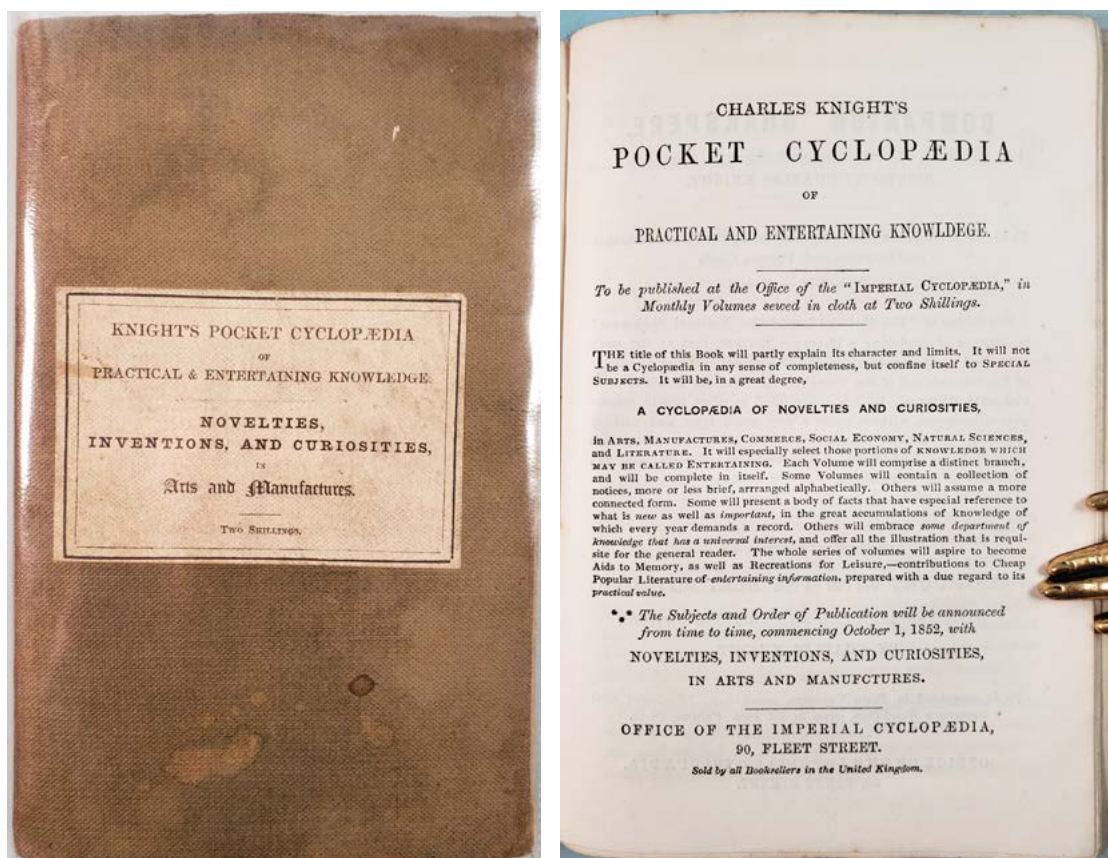 KNIGHT'S POCKET CYCLOPÆDIA
OF
PRACTICAL & ENTERTAINING KNOWLEDGE.
NOVELTIES,
INVENTIONS, AND CURIOSITIES,
IN
Arts and Manufactures.
TWO SHILLINGS.
CHARLES KNIGHT'S
POCKET CYCLOPÆDIA
OF
PRACTICAL AND ENTERTAINING KNOWLDEGE.
To be published at the Office of the "IMPERIAL CYCLOPÆDIA," in
Monthly Volumes sewed in cloth at Two Shillings.
THE title of this Book will partly explain its character and limits. It will not
be a Cyclopædia in any sense of completeness, but confine itself to SPECIAL
SUBJECTS. It will be, in a great degree,
A CYCLOPÆDIA OF NOVELTIES AND CURIOSITIES,
in ARTS, MANUFACTURES, COMMERCE, SOCIAL ECONOMY, NATURAL SCIENCES,
and LITERATURE. It will especially select those portions of KNOWLEDGE WHICH
MAY BE CALLED ENTERTAINING. Each Volume will comprise a distinct branch,
and will be complete in itself. Some Volumes will contain a collection of
notices, more or less brief, arrranged alphabetically. Others will assume a more
connected form. Some will present a body of facts that have especial reference to
what is new as well as important, in the great accumulations of knowledge of
which every year demands a record. Others will embrace some department of
knowledge that has a universal interest, and offer all the illustration that is requi-
site for the general reader. The whole series of volumes will aspire to become
Aids to Memory, as well as Recreations for Leisure,—contributions to Cheap
Popular Literature of entertaining information, prepared with a due regard to its
practical value.
*** The Subjects and Order of Publication will be announced
from time to time, commencing October 1, 1852, with
NOVELTIES, INVENTIONS, AND CURIOSITIES,
IN ARTS AND MANUFCTURES.
OFFICE OF THE IMPERIAL CYCLOPÆDIA,
90, FLEET STREET.
Sold by all Booksellers in the United Kingdom.